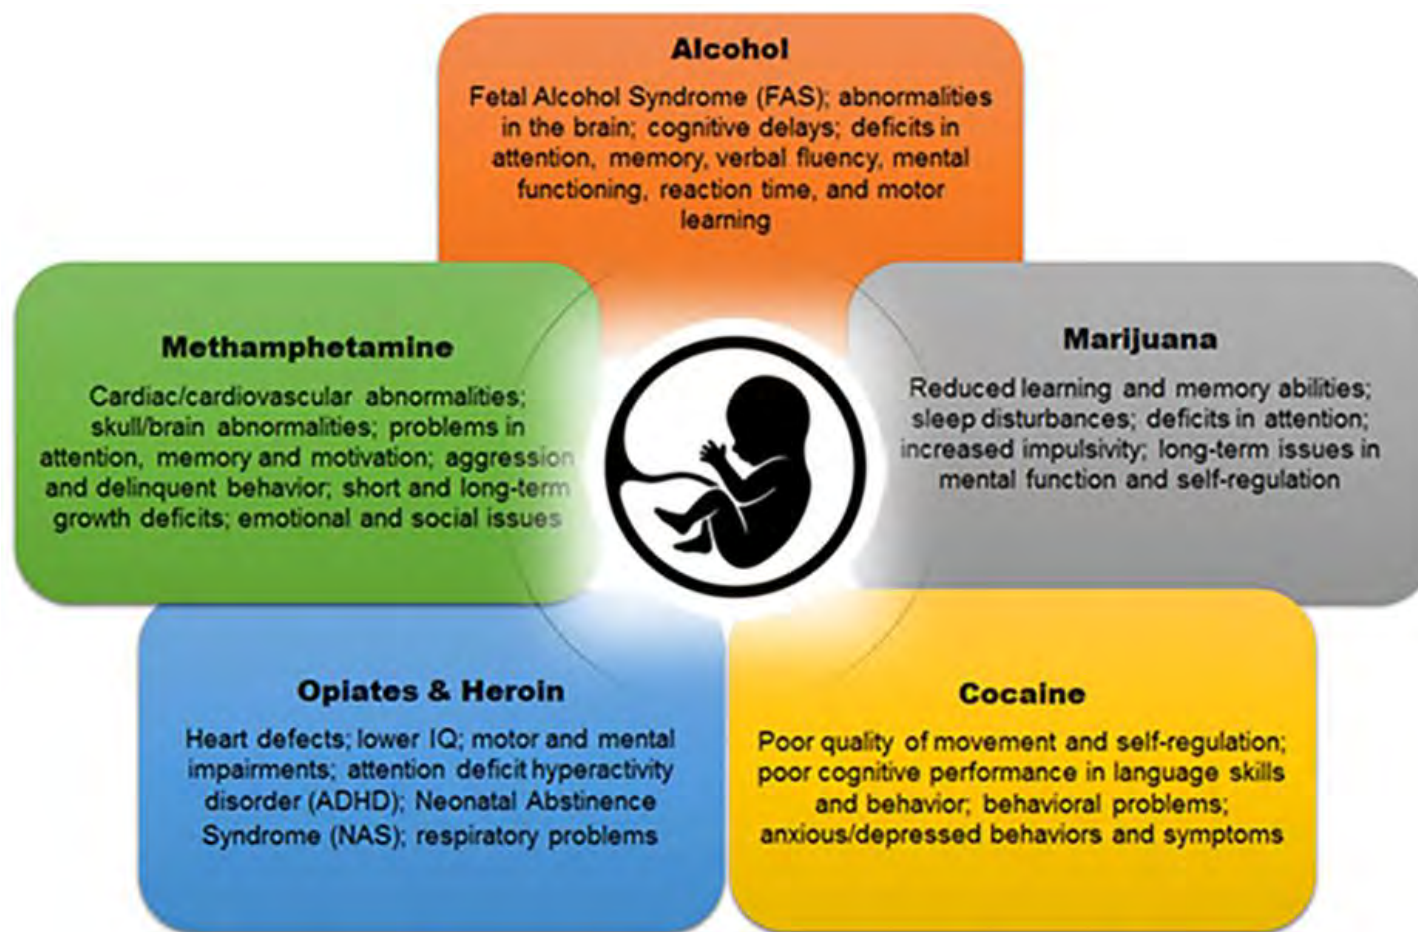 Alcohol
Fetal Alcohol Syndrome (FAS); abnormalities
in the brain; cognitive delays; deficits in
attention, memory, verbal fluency, mental
functioning, reaction time, and motor
learning
Methamphetamine
Cardiac/cardiovascular abnormalities;
skull/brain abnormalities; problems in
attention, memory and motivation; aggression
and delinquent behavior; short and long-term
growth deficits; emotional and social issues
Marijuana
Reduced learning and memory abilities;
sleep disturbances; deficits in attention;
increased impulsivity; long-term issues in
mental function and self-regulation
Opiates & Heroin
Heart defects; lower IQ; motor and mental
impairments; attention deficit hyperactivity
disorder (ADHD); Neonatal Abstinence
Syndrome (NAS); respiratory problems
Cocaine
Poor quality of movement and self-regulation;
poor cognitive performance in language skills
and behavior; behavioral problems;
anxious/depressed behaviors and symptoms